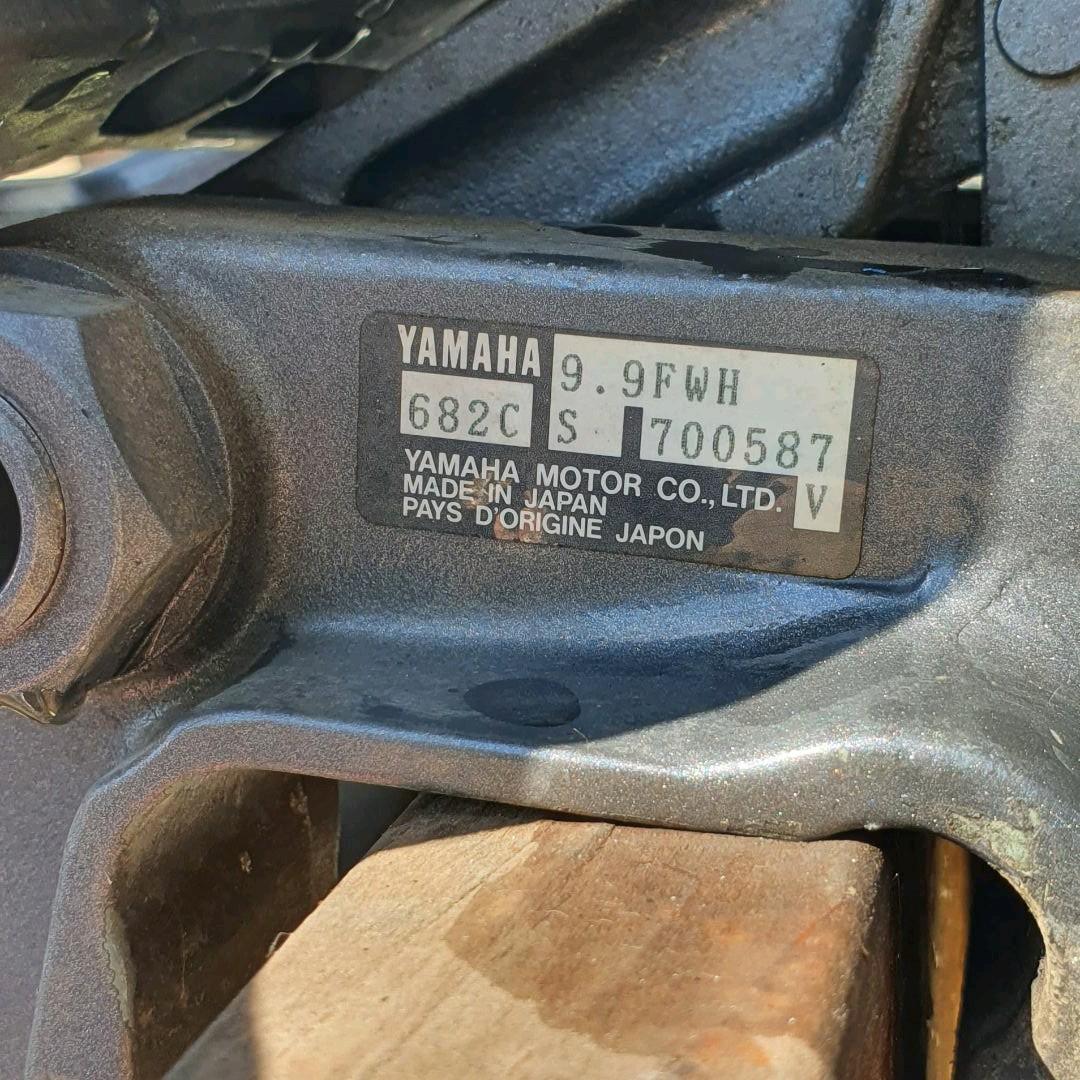 YAMAHA 9.9FWH
682C S 700587
YAMAHA MOTOR CO., LTD. V
MADE IN JAPAN
PAYS D'ORIGINE JAPON